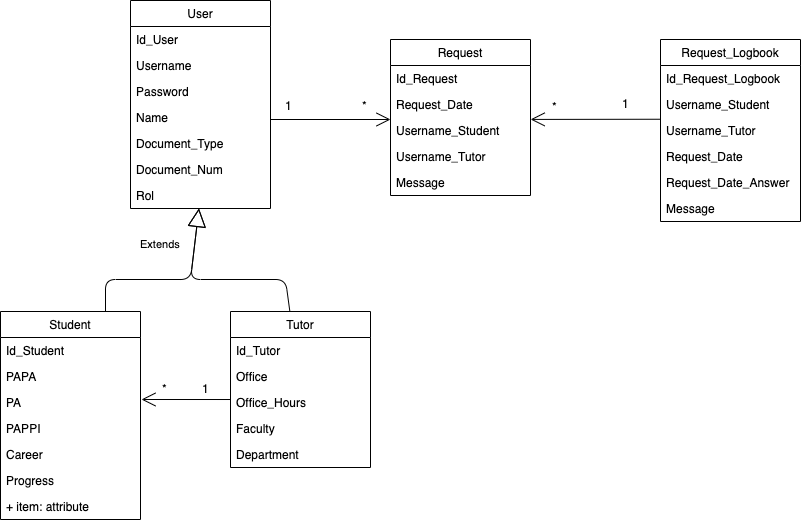 User
Id_User
Username
Password
Name
Document_Type
Document_Num
Rol
Request
Id_Request
Request_Date
Username_Student
Username_Tutor
Message
Request_Logbook
Id_Request_Logbook
Username_Student
Username_Tutor
Request_Date
Request_Date_Answer
Message
1
*
*
1
Extends
Student
Id_Student
PAPA
PA
PAPPI
Career
Progress
+ item: attribute
*
1
Tutor
Id_Tutor
Office
Office_Hours
Faculty
Department